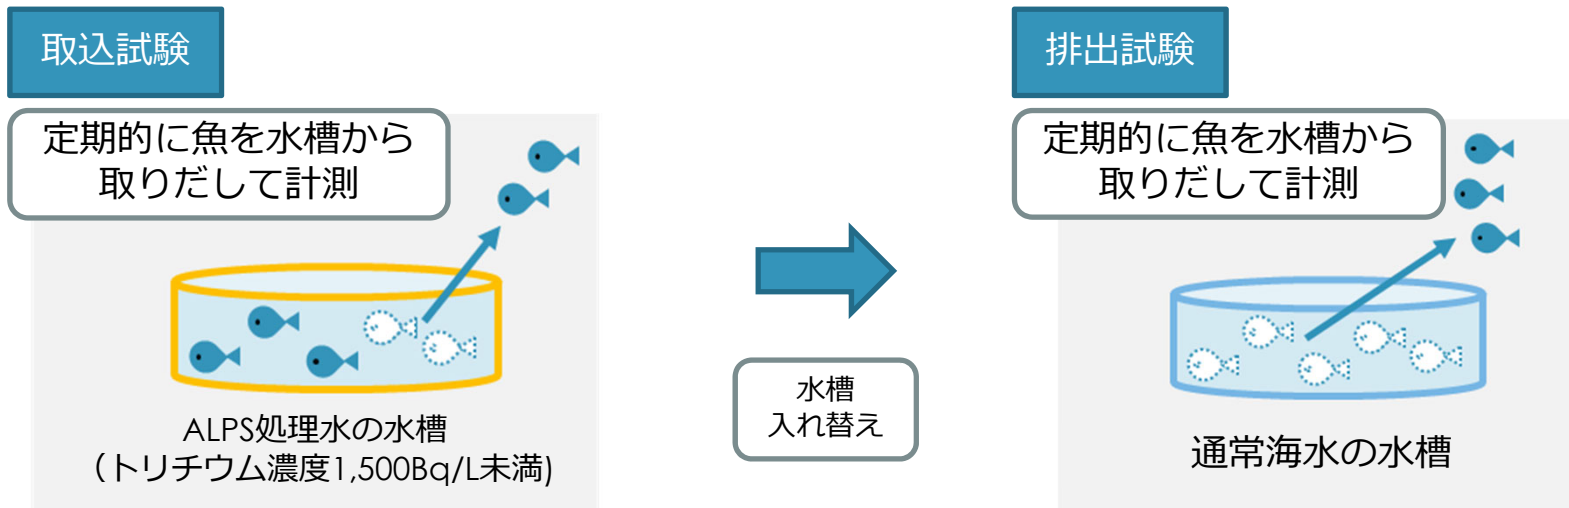 取込試験
定期的に魚を水槽から
取りだして計測
ALPS処理水の水槽
（トリチウム濃度1,500Bq/L未満)
水槽
入れ替え
排出試験
定期的に魚を水槽から
取りだして計測
通常海水の水槽